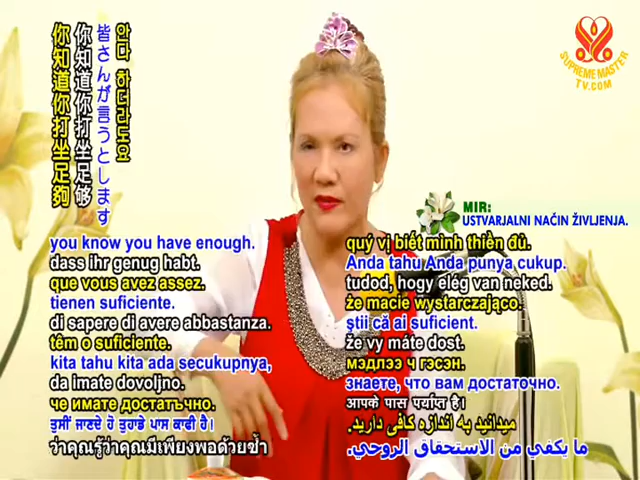 안다 하더라도요
皆さんが言うとします
你知道你打坐足够
你知道你打坐足夠
SUPREME MASTER
TV.COM
MIR:
USTVARJALNI NAČIN ŽIVLJENJA.
you know you have enough.
dass ihr genug habt.
que vous avez assez.
tienen suficiente.
di sapere di avere abbastanza.
têm o suficiente.
kita tahu kita ada secukupnya,
da imate dovoljno.
че имате достатъчно.
ਤੁਸੀਂ ਜਾਣਦੇ ਹੋ ਤੁਹਾਡੇ ਪਾਸ ਕਾਫੀ ਹੈ।
ว่าคุณรู้ว่าคุณมีเพียงพอด้วยซ้ำ
quý vị biết mình thiền đủ.
Anda tahu Anda punya cukup.
tudod, hogy elég van neked.
że macie wystarczająco.
ştii că ai suficient.
že vy máte dost.
мэдлээ ч гэсэн.
знаете, что вам достаточно.
आपके पास पर्याप्त है।
میدانید به اندازه کافی دارید.
ما يكفي من الاستحقاق الروحي.